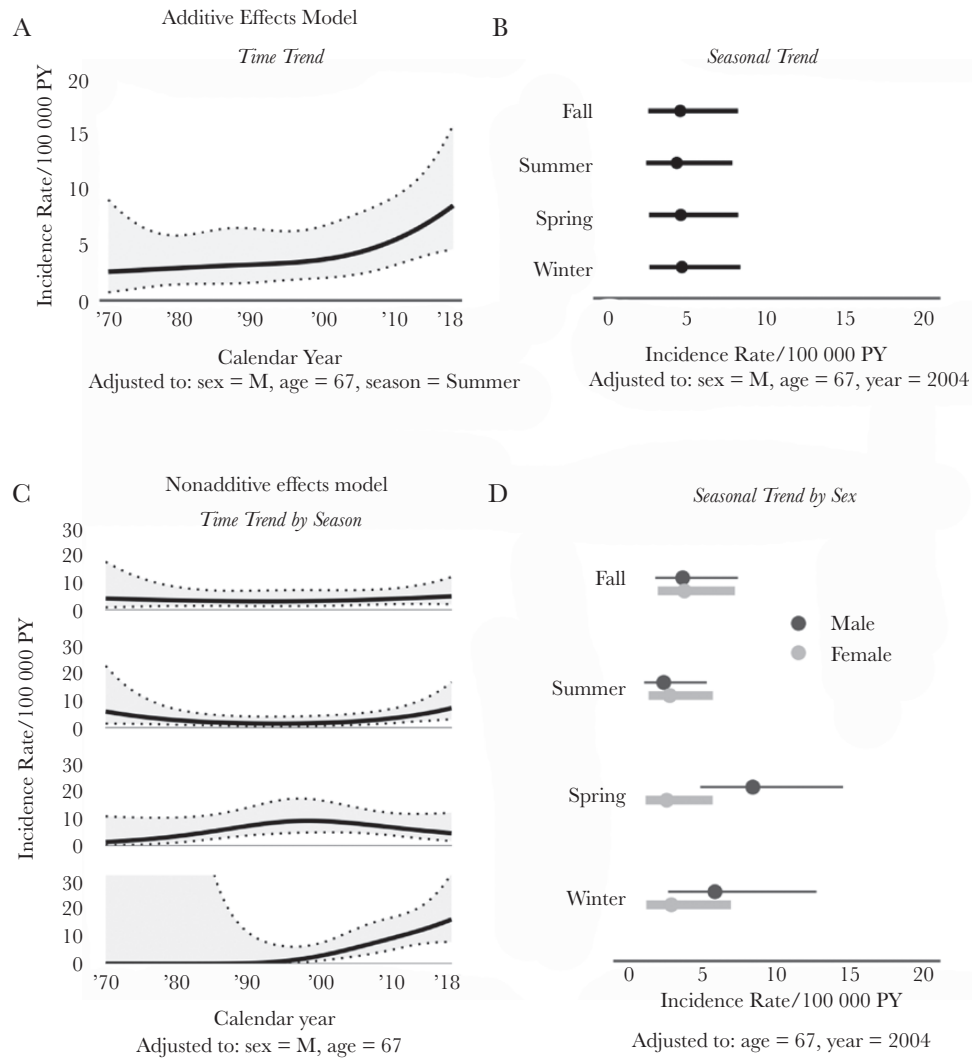 A
Additive Effects Model
Time Trend
Incidence Rate/100 000 PY
20
15
10
5
0
'70 '80 '90 '00 '10 '18
Calendar Year
Adjusted to: sex = M, age = 67, season = Summer
B
Seasonal Trend
Fall
Summer
Spring
Winter
0 5 10 15 20
Incidence Rate/100 000 PY
Adjusted to: sex = M, age = 67, year = 2004
C
Nonadditive effects model
Time Trend by Season
Incidence Rate/100 000 PY
30
20
10
0
30
20
10
0
30
20
10
0
30
20
10
0
'70 '80 '90 '00 '10 '18
Calendar year
Adjusted to: sex = M, age = 67
D
Seasonal Trend by Sex
Fall
Male
Female
Summer
Spring
Winter
0 5 10 15 20
Incidence Rate/100 000 PY
Adjusted to: age = 67, year = 2004